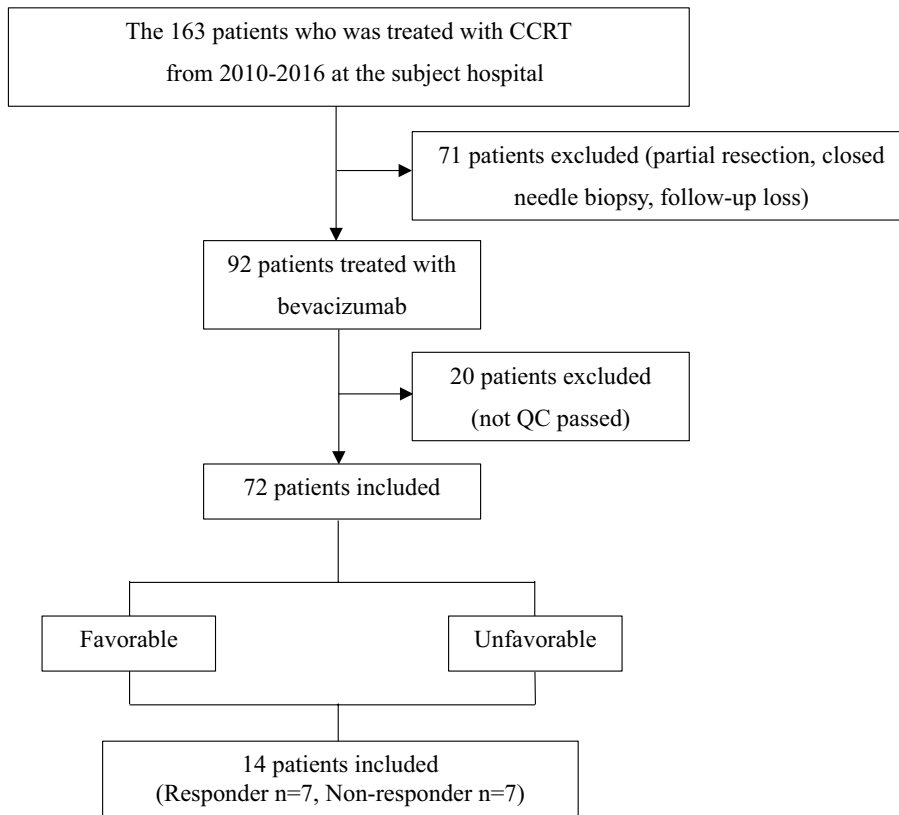 The 163 patients who was treated with CCRT
from 2010-2016 at the subject hospital
71 patients excluded (partial resection, closed
needle biopsy, follow-up loss)
92 patients treated with
bevacizumab
20 patients excluded
(not QC passed)
72 patients included
Favorable
Unfavorable
14 patients included
(Responder n=7, Non-responder n=7)